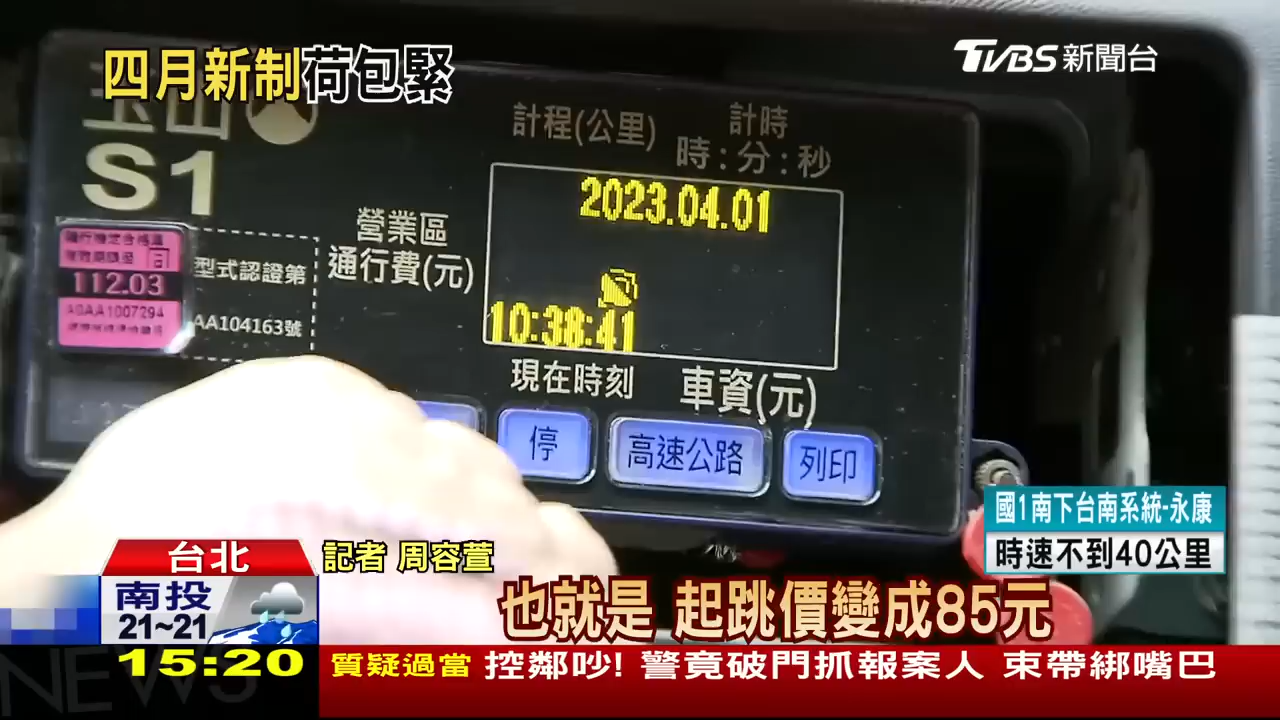 四月新制荷包緊
TVBS新聞台
玉山
S1
計程(公里)
計時
時:分:秒
2023.04.01
營業區
通行費(元)
112.03
A0AA1007294
型式認證第
AA104163號
10:38:41
現在時刻
車資(元)
停
高速公路
列印
國1南下台南系統-永康
時速不到40公里
台北
記者 周容萱
南投
21~21
也就是 起跳價變成85元
15:20
質疑過當 控鄰吵! 警竟破門抓報案人 束帶綁嘴巴
NEWS